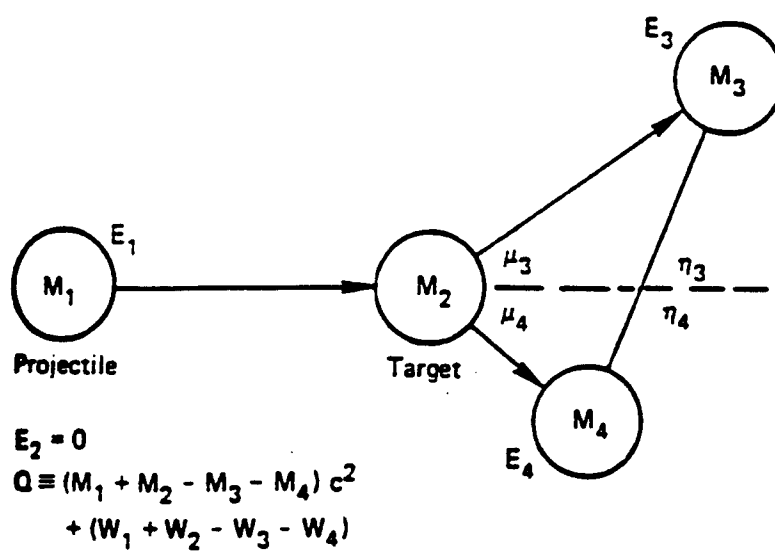 E₃
M₃
E₁
M₁
M₂
μ₃
η₃
μ₄
η₄
Projectile
Target
M₄
E₄
E₂ = 0
Q ≡ (M₁ + M₂ - M₃ - M₄) c²
+ (W₁ + W₂ - W₃ - W₄)